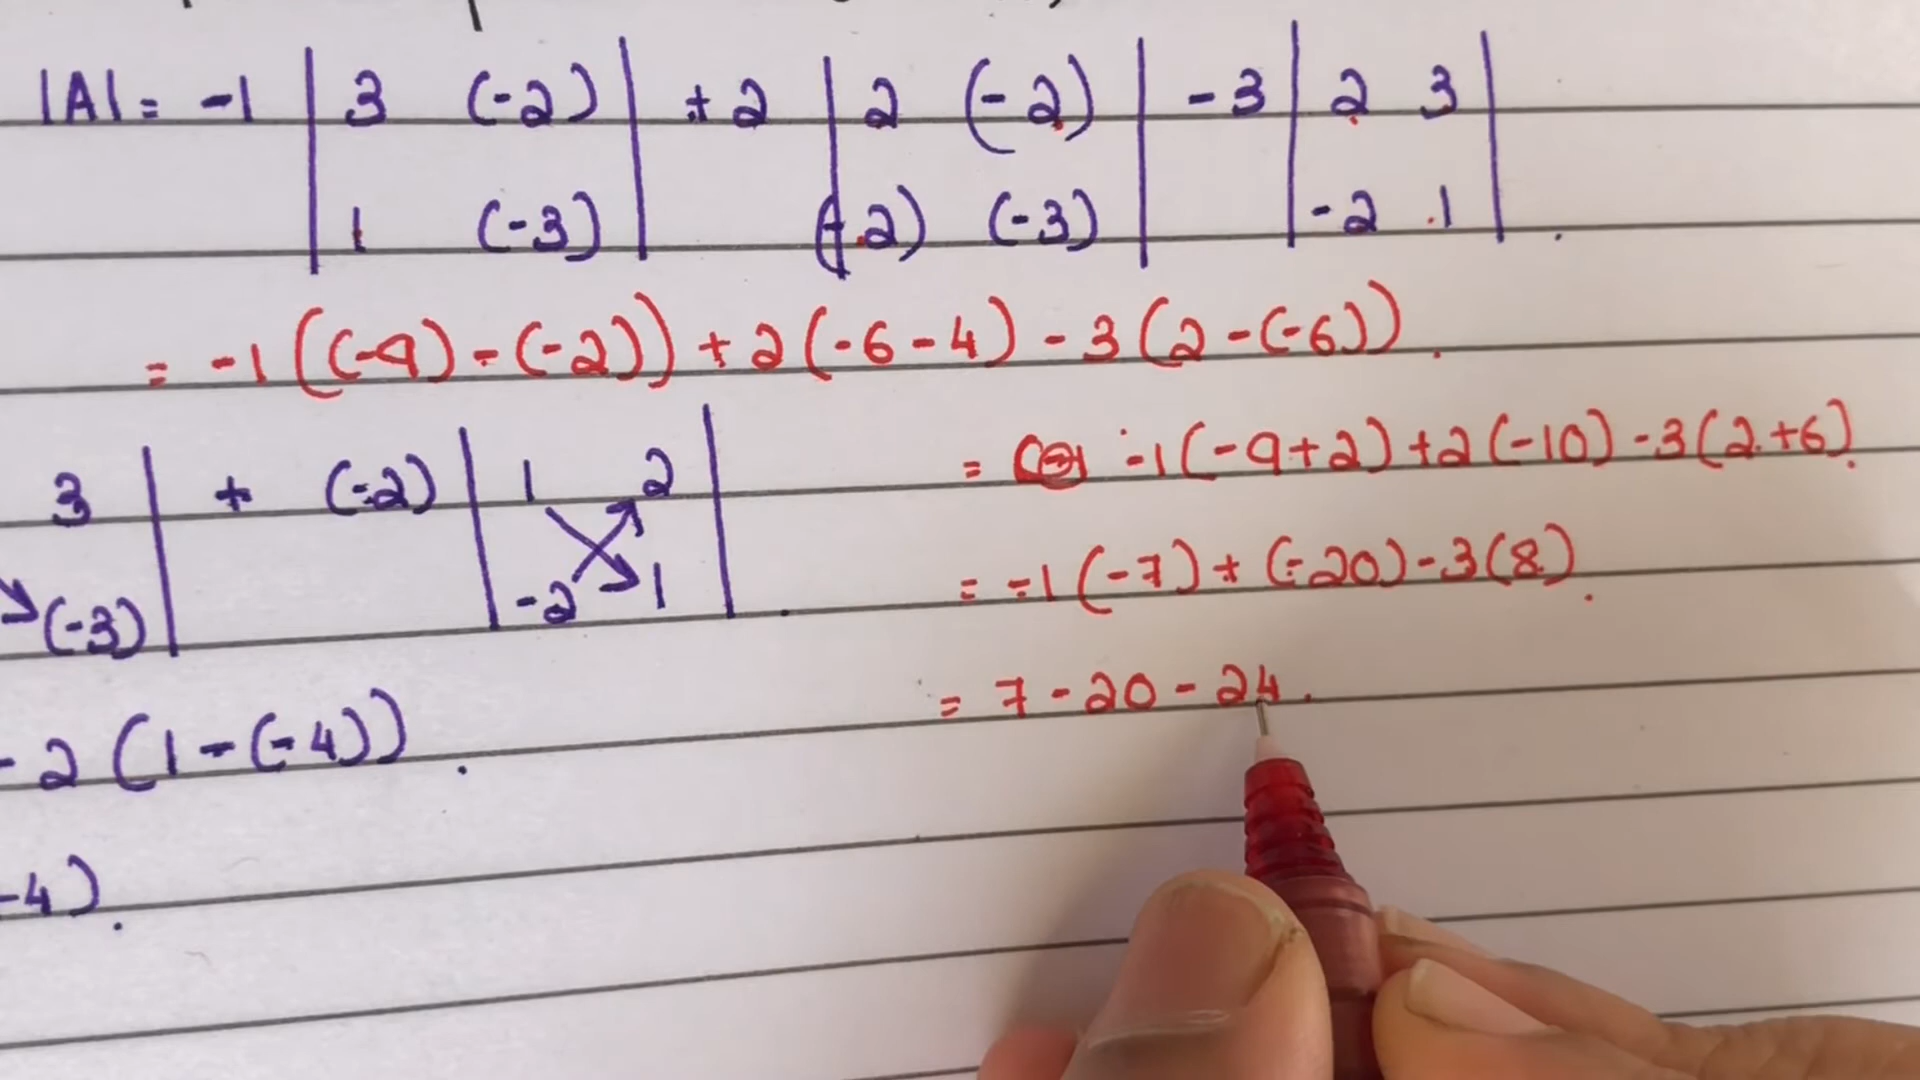 |A| = -1 | 3 (-2) | + 2 | 2 (-2) | - 3 | 2 3 | .
| 1 (-3) | | (-2) (-3) | | -2 .1 | .
= -1 ((-9) - (-2)) + 2 (-6 - 4) - 3 (2 - (-6)) .
3 | + (-2) | 1 2 |
(-3) | | -2 1 | .
- 2 (1 - (-4)) .
-4) .
= -1 (-9 + 2) + 2 (-10) - 3 (2 + 6) .
= -1 (-7) + (-20) - 3 (8) .
= 7 - 20 - 24 .